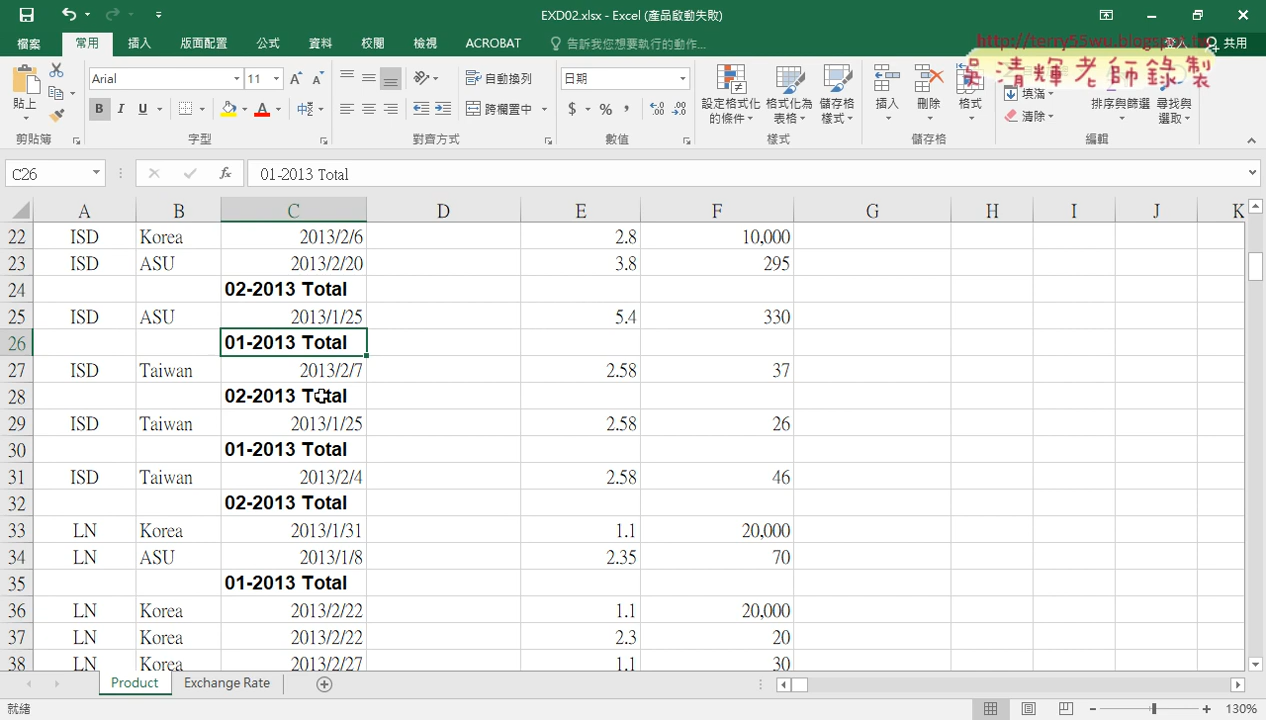 EXD02.xlsx - Excel (產品啟動失敗)
http://terry55wu.blogspot.tw
吳清輝老師錄製
檔案 常用 插入 版面配置 公式 資料 校閱 檢視 ACROBAT 告訴我您想要執行的動作... 登入 共用
貼上 Arial 11 自動換列 日期 設定格式化的條件 格式化為表格 儲存格樣式 插入 刪除 格式 填滿 排序與篩選 尋找與選取
B I U 中 跨欄置中 $ % , 清除
剪貼簿 字型 對齊方式 數值 樣式 儲存格 編輯
C26 fx 01-2013 Total
A B C D E F G H I J K
22 ISD Korea 2013/2/6 2.8 10,000
23 ISD ASU 2013/2/20 3.8 295
24 02-2013 Total
25 ISD ASU 2013/1/25 5.4 330
26 01-2013 Total
27 ISD Taiwan 2013/2/7 2.58 37
28 02-2013 Total
29 ISD Taiwan 2013/1/25 2.58 26
30 01-2013 Total
31 ISD Taiwan 2013/2/4 2.58 46
32 02-2013 Total
33 LN Korea 2013/1/31 1.1 20,000
34 LN ASU 2013/1/8 2.35 70
35 01-2013 Total
36 LN Korea 2013/2/22 1.1 20,000
37 LN Korea 2013/2/22 2.3 20
38 LN Korea 2013/2/27 1.1 30
Product Exchange Rate
就緒 130%